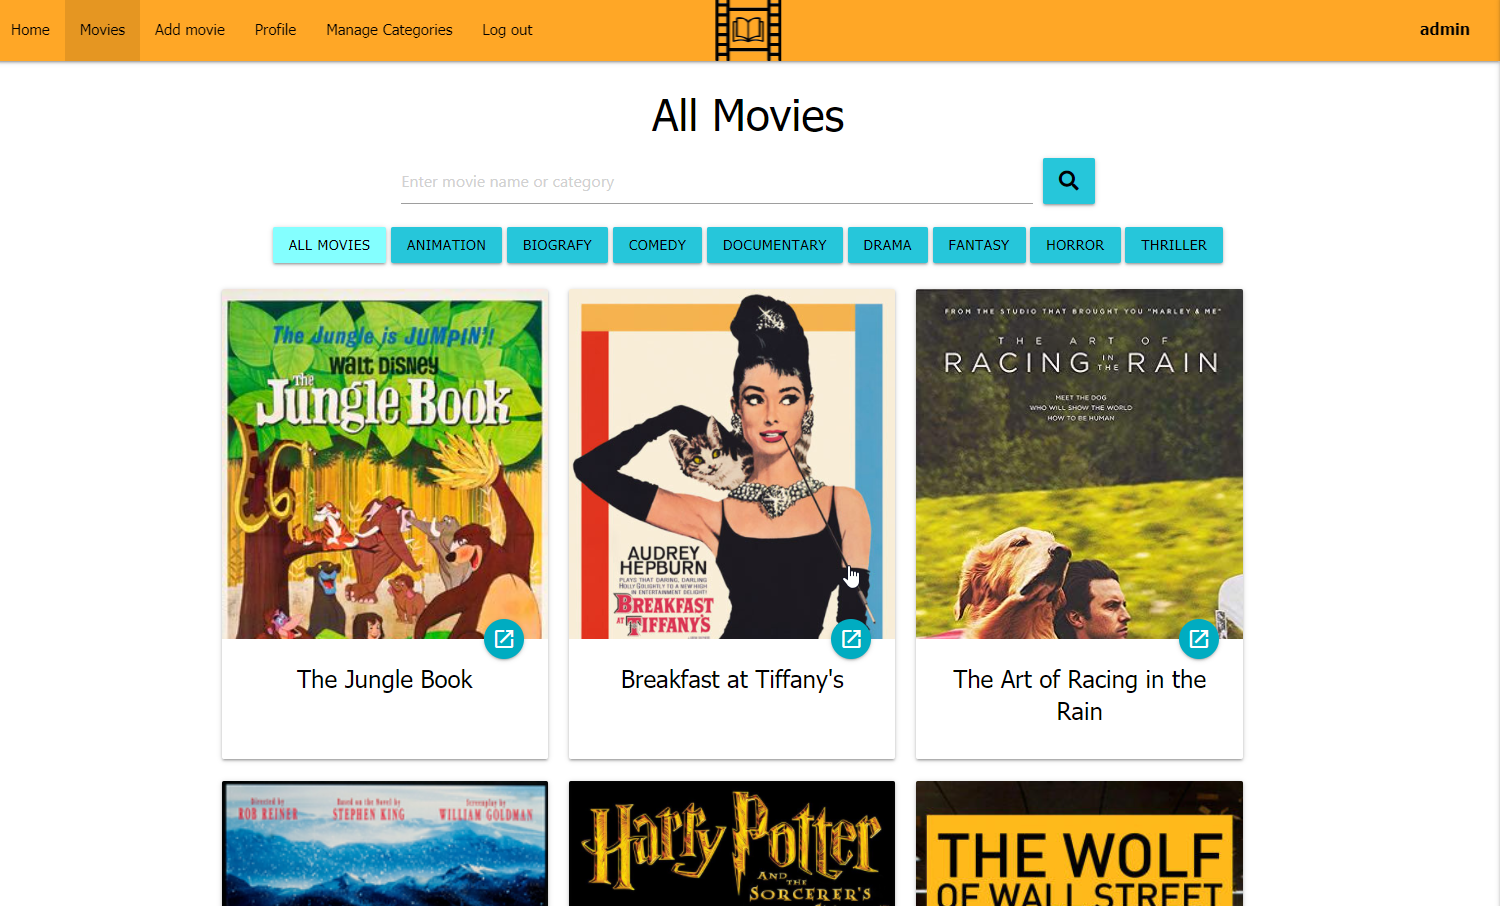 Home Movies Add movie Profile Manage Categories Log out admin
All Movies
Enter movie name or category
ALL MOVIES ANIMATION BIOGRAFY COMEDY DOCUMENTARY DRAMA FANTASY HORROR THRILLER
The Jungle is JUMPIN'!
WALT DISNEY
The
Jungle Book
AUDREY
HEPBURN
PLAYS THAT DARING, DARLING
HOLLY GOLIGHTLY TO A NEW HIGH
IN ENTERTAINMENT DELIGHT!
BREAKFAST
AT TIFFANY'S
FROM THE STUDIO THAT BROUGHT YOU "MARLEY & ME"
THE ART OF
RACING IN THE RAIN
MEET THE DOG
WHO WILL SHOW THE WORLD
HOW TO BE HUMAN
The Jungle Book
Breakfast at Tiffany's
The Art of Racing in the
Rain
Directed by
ROB REINER
Based on the Novel by
STEPHEN KING
Screenplay by
WILLIAM GOLDMAN
Harry Potter
AND THE
SORCERER'S
THE WOLF
OF WALL STREET